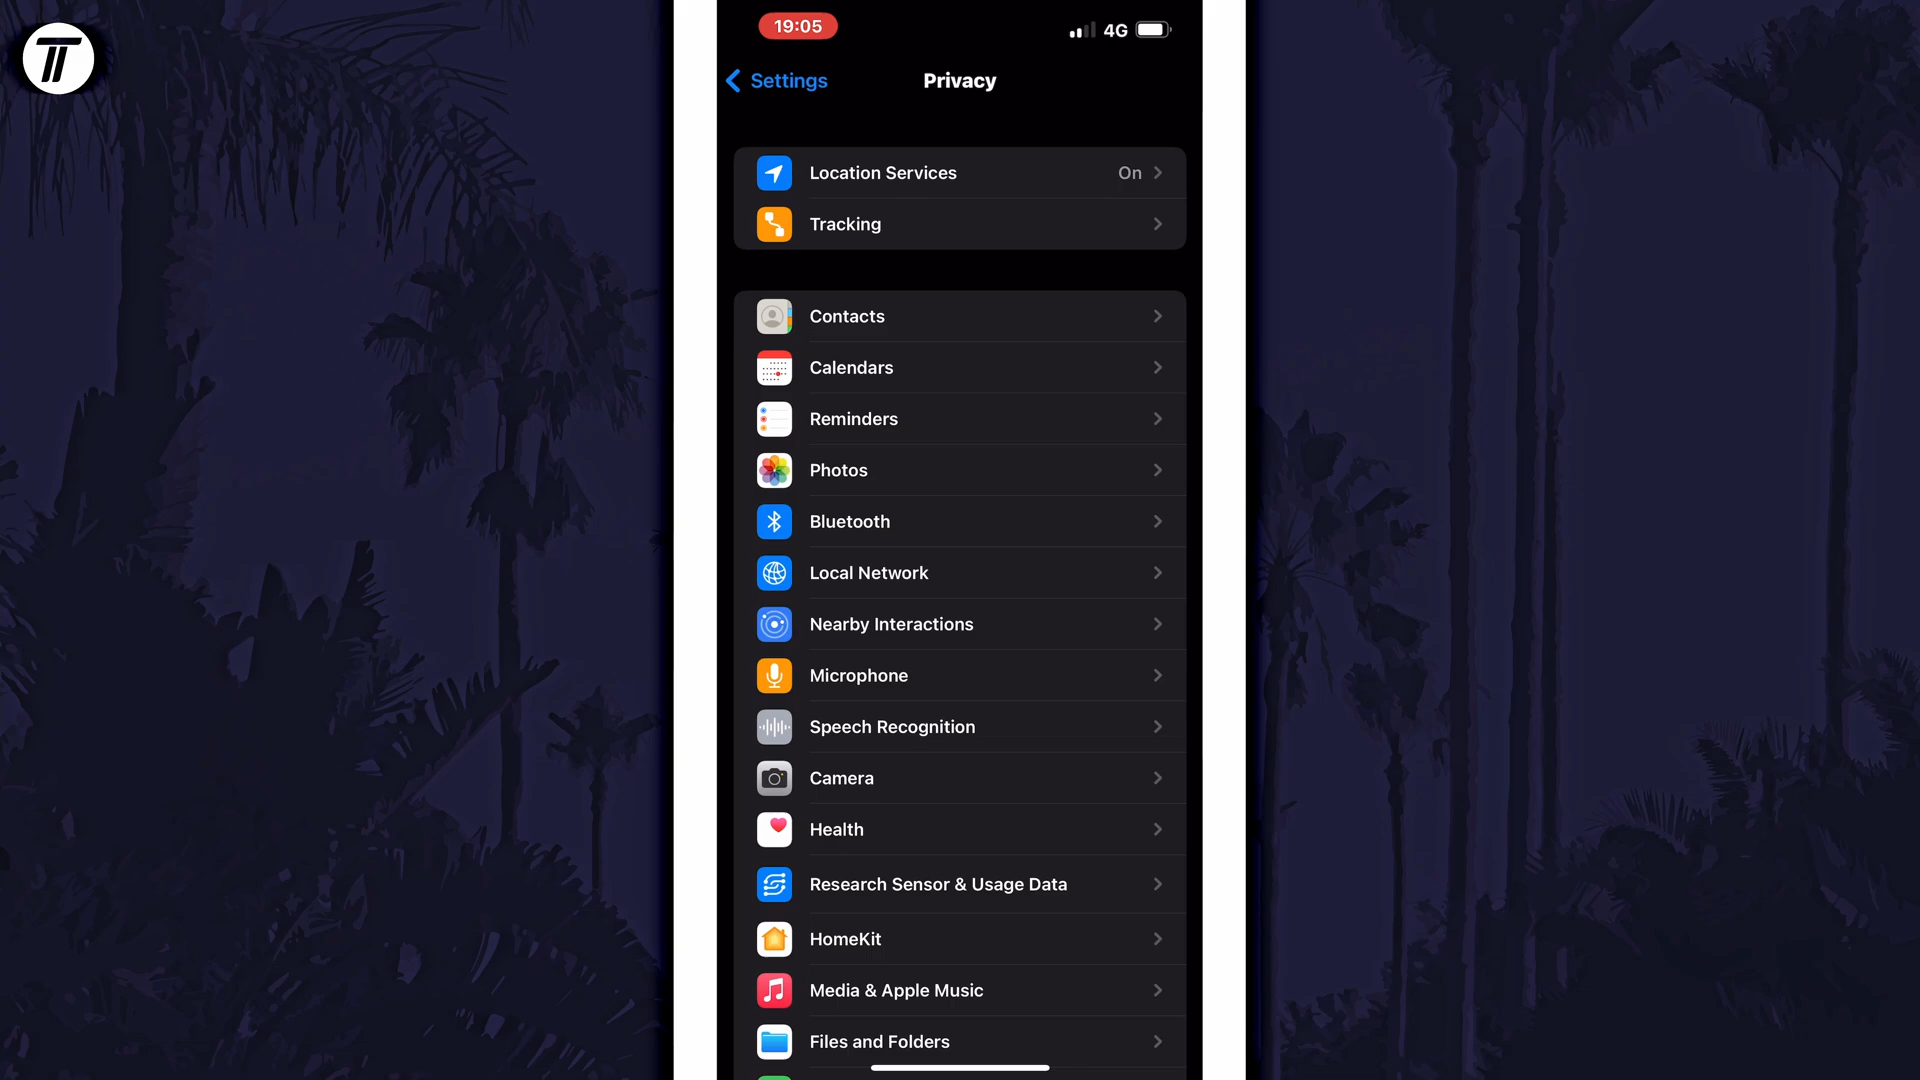 19:05
4G
Settings
Privacy
Location Services
On
Tracking
Contacts
Calendars
Reminders
Photos
Bluetooth
Local Network
Nearby Interactions
Microphone
Speech Recognition
Camera
Health
Research Sensor & Usage Data
HomeKit
Media & Apple Music
Files and Folders